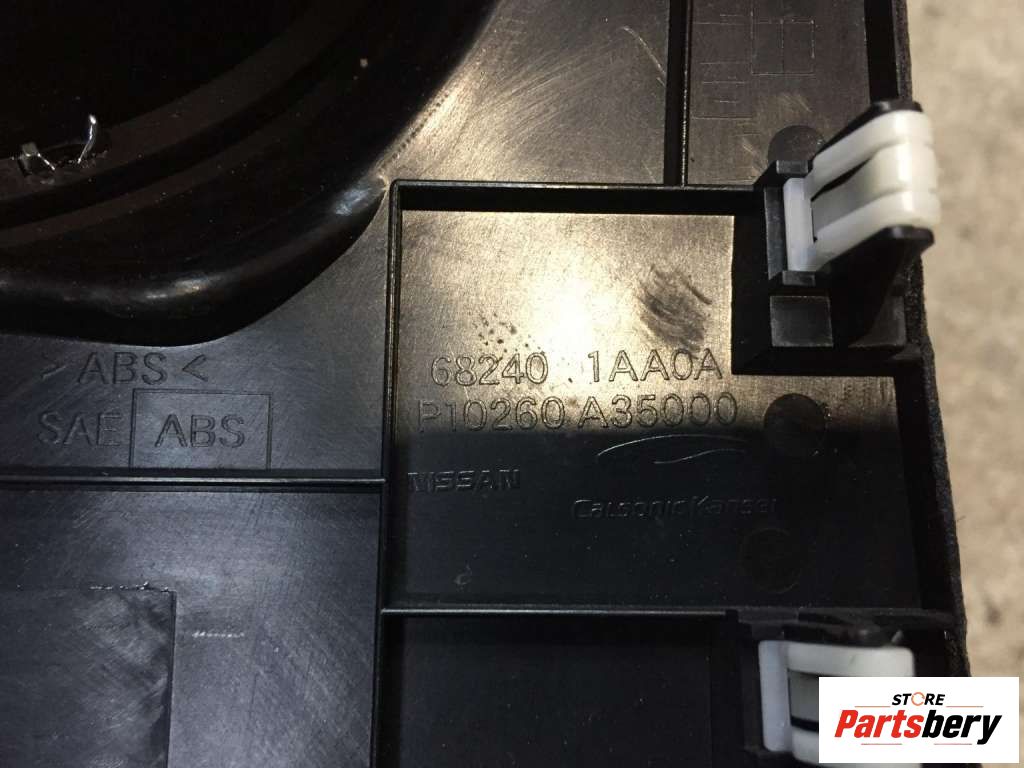 > ABS <
SAE ABS
68240 1AA0A
P10260 A35000
NISSAN
CalsonicKansei
STORE
Partsbery